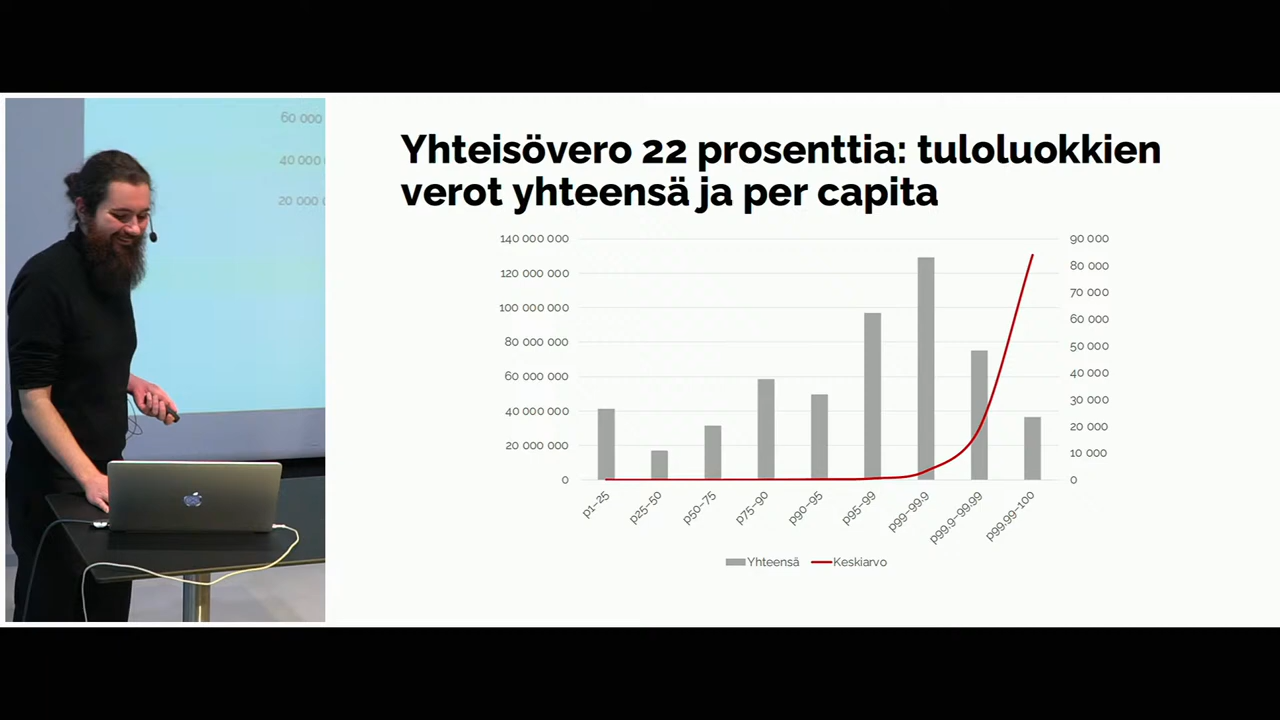 60 000
40 000
20 000
Yhteisövero 22 prosenttia: tuloluokkien
verot yhteensä ja per capita
140 000 000
120 000 000
100 000 000
80 000 000
60 000 000
40 000 000
20 000 000
0
90 000
80 000
70 000
60 000
50 000
40 000
30 000
20 000
10 000
0
p1-25
p25-50
p50-75
p75-90
p90-95
p95-99
p99-99.9
p99.9-99.99
p99.99-100
Yhteensä
Keskiarvo